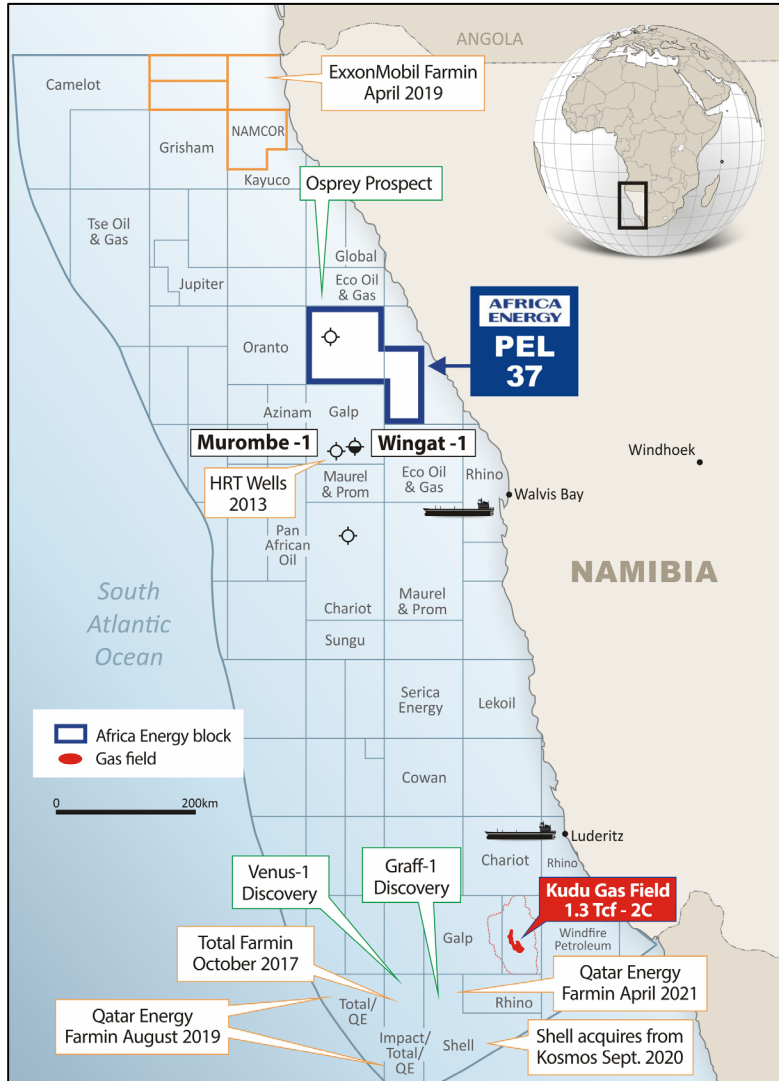 ANGOLA
Camelot
ExxonMobil Farmin
April 2019
NAMCOR
Grisham
Kayuco
Osprey Prospect
Tse Oil
& Gas
Global
Jupiter
Eco Oil
& Gas
AFRICA
ENERGY
PEL
37
Oranto
Azinam
Galp
Murombe -1
Wingat -1
HRT Wells
2013
Maurel
& Prom
Eco Oil
& Gas
Rhino
Windhoek
Walvis Bay
Pan
African
Oil
NAMIBIA
South
Atlantic
Ocean
Chariot
Maurel
& Prom
Sungu
Serica
Energy
Lekoil
Africa Energy block
Gas field
Cowan
0
200km
Luderitz
Chariot
Rhino
Venus-1
Discovery
Graff-1
Discovery
Kudu Gas Field
1.3 Tcf - 2C
Galp
Windfire
Petroleum
Total Farmin
October 2017
Qatar Energy
Farmin April 2021
Qatar Energy
Farmin August 2019
Total/
QE
Rhino
Impact/
Total/
QE
Shell
Shell acquires from
Kosmos Sept. 2020